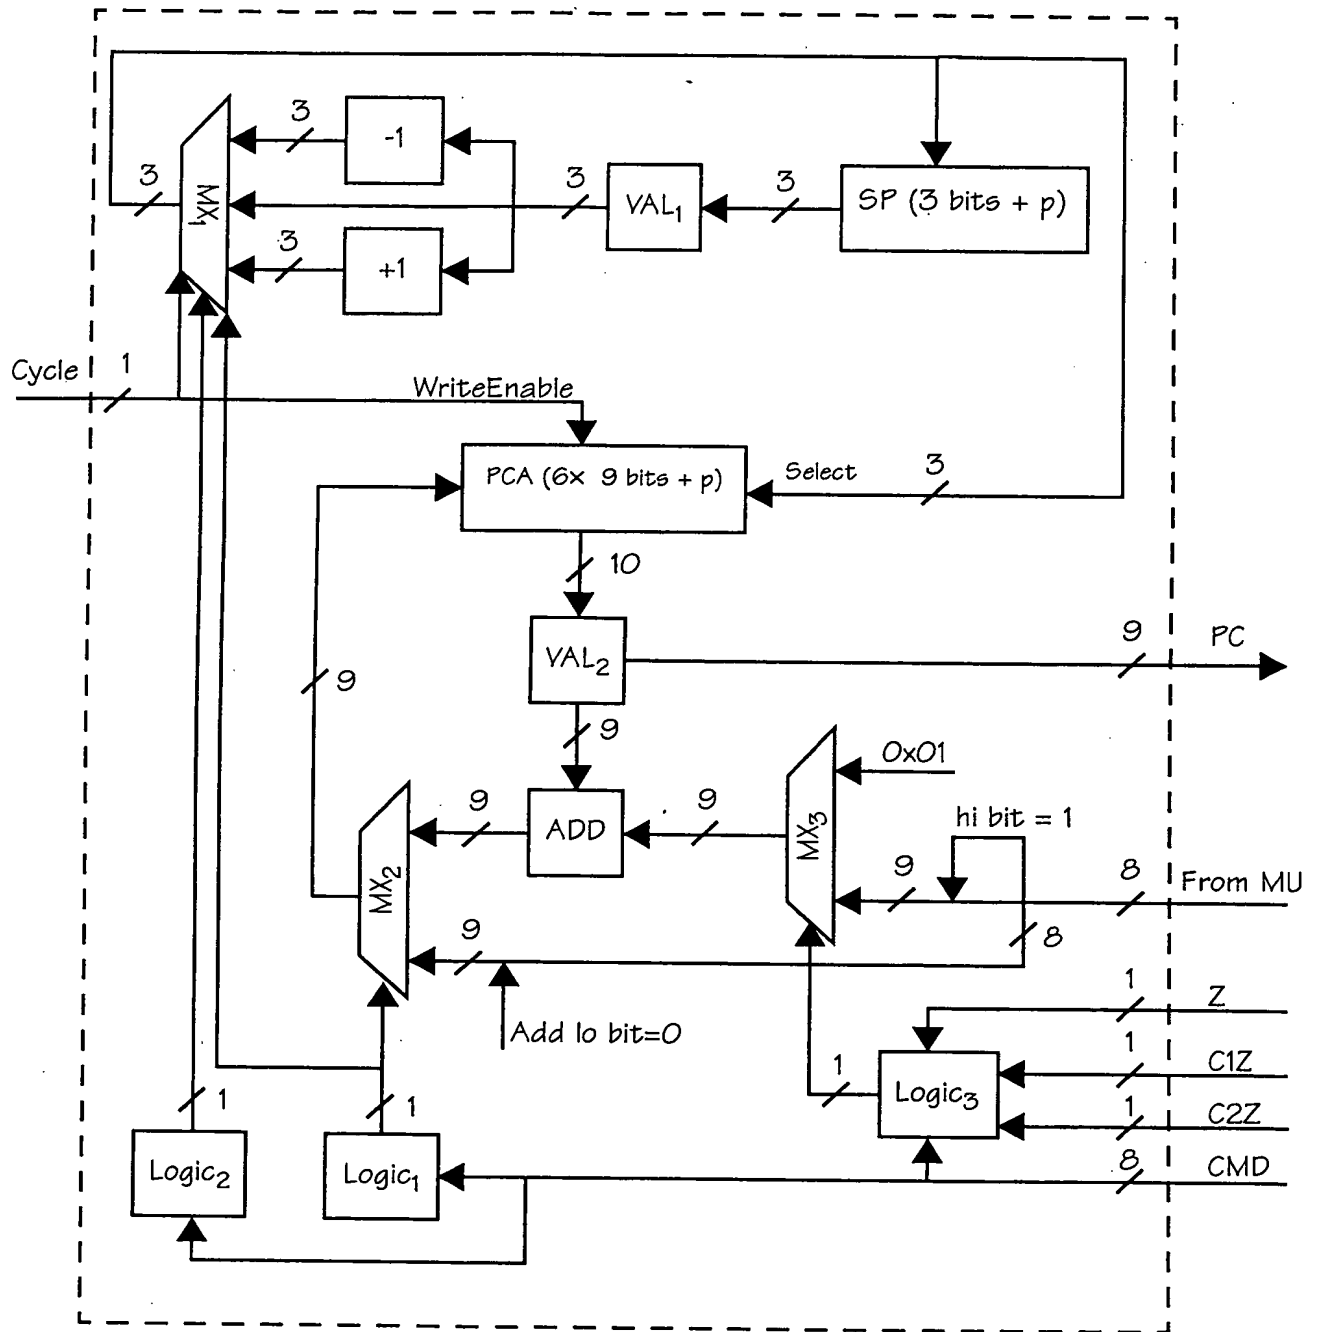 3
-1
3
MX1
3
VAL1
3
SP (3 bits + p)
3
+1
Cycle
1
WriteEnable
PCA (6x 9 bits + p)
Select
3
10
VAL2
9
PC
9
9
0x01
9
ADD
9
MX3
hi bit = 1
MX2
9
8
From MU
9
8
Add lo bit=0
1
Z
1
C1Z
1
Logic3
1
C2Z
1
1
8
CMD
Logic2
Logic1